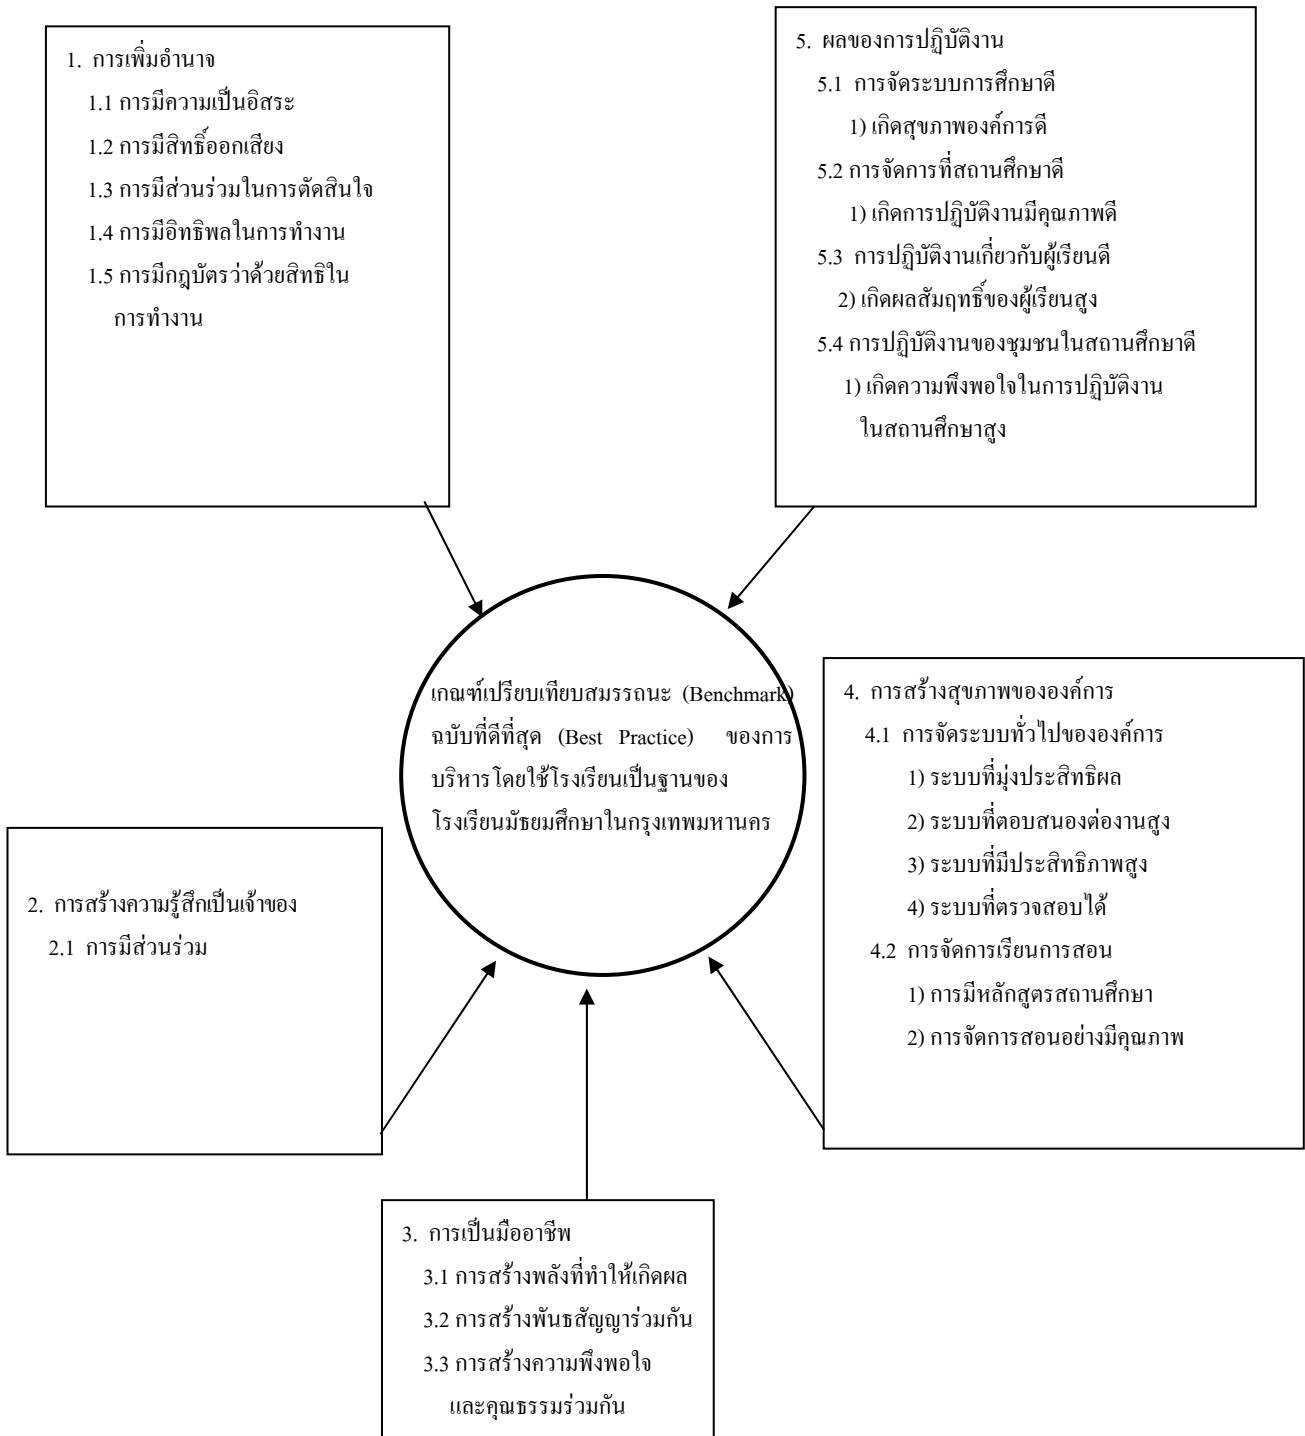 1. การเพิ่มอำนาจ
1.1 การมีความเป็นอิสระ
1.2 การมีสิทธิ์ออกเสียง
1.3 การมีส่วนร่วมในการตัดสินใจ
1.4 การมีอิทธิพลในการทำงาน
1.5 การมีกฎบัตรว่าด้วยสิทธิใน
การทำงาน
5. ผลของการปฏิบัติงาน
5.1 การจัดระบบการศึกษาดี
1) เกิดสุขภาพองค์การดี
5.2 การจัดการที่สถานศึกษาดี
1) เกิดการปฏิบัติงานมีคุณภาพดี
5.3 การปฏิบัติงานเกี่ยวกับผู้เรียนดี
2) เกิดผลสัมฤทธิ์ของผู้เรียนสูง
5.4 การปฏิบัติงานของชุมชนในสถานศึกษาดี
1) เกิดความพึงพอใจในการปฏิบัติงาน
ในสถานศึกษาสูง
เกณฑ์เปรียบเทียบสมรรถนะ (Benchmark)
ฉบับที่ดีที่สุด (Best Practice) ของการ
บริหารโดยใช้โรงเรียนเป็นฐานของ
โรงเรียนมัธยมศึกษาในกรุงเทพมหานคร
4. การสร้างสุขภาพขององค์การ
4.1 การจัดระบบทั่วไปขององค์การ
1) ระบบที่มุ่งประสิทธิผล
2) ระบบที่ตอบสนองต่องานสูง
3) ระบบที่มีประสิทธิภาพสูง
4) ระบบที่ตรวจสอบได้
4.2 การจัดการเรียนการสอน
1) การมีหลักสูตรสถานศึกษา
2) การจัดการสอนอย่างมีคุณภาพ
2. การสร้างความรู้สึกเป็นเจ้าของ
2.1 การมีส่วนร่วม
3. การเป็นมืออาชีพ
3.1 การสร้างพลังที่ทำให้เกิดผล
3.2 การสร้างพันธสัญญาร่วมกัน
3.3 การสร้างความพึงพอใจ
และคุณธรรมร่วมกัน